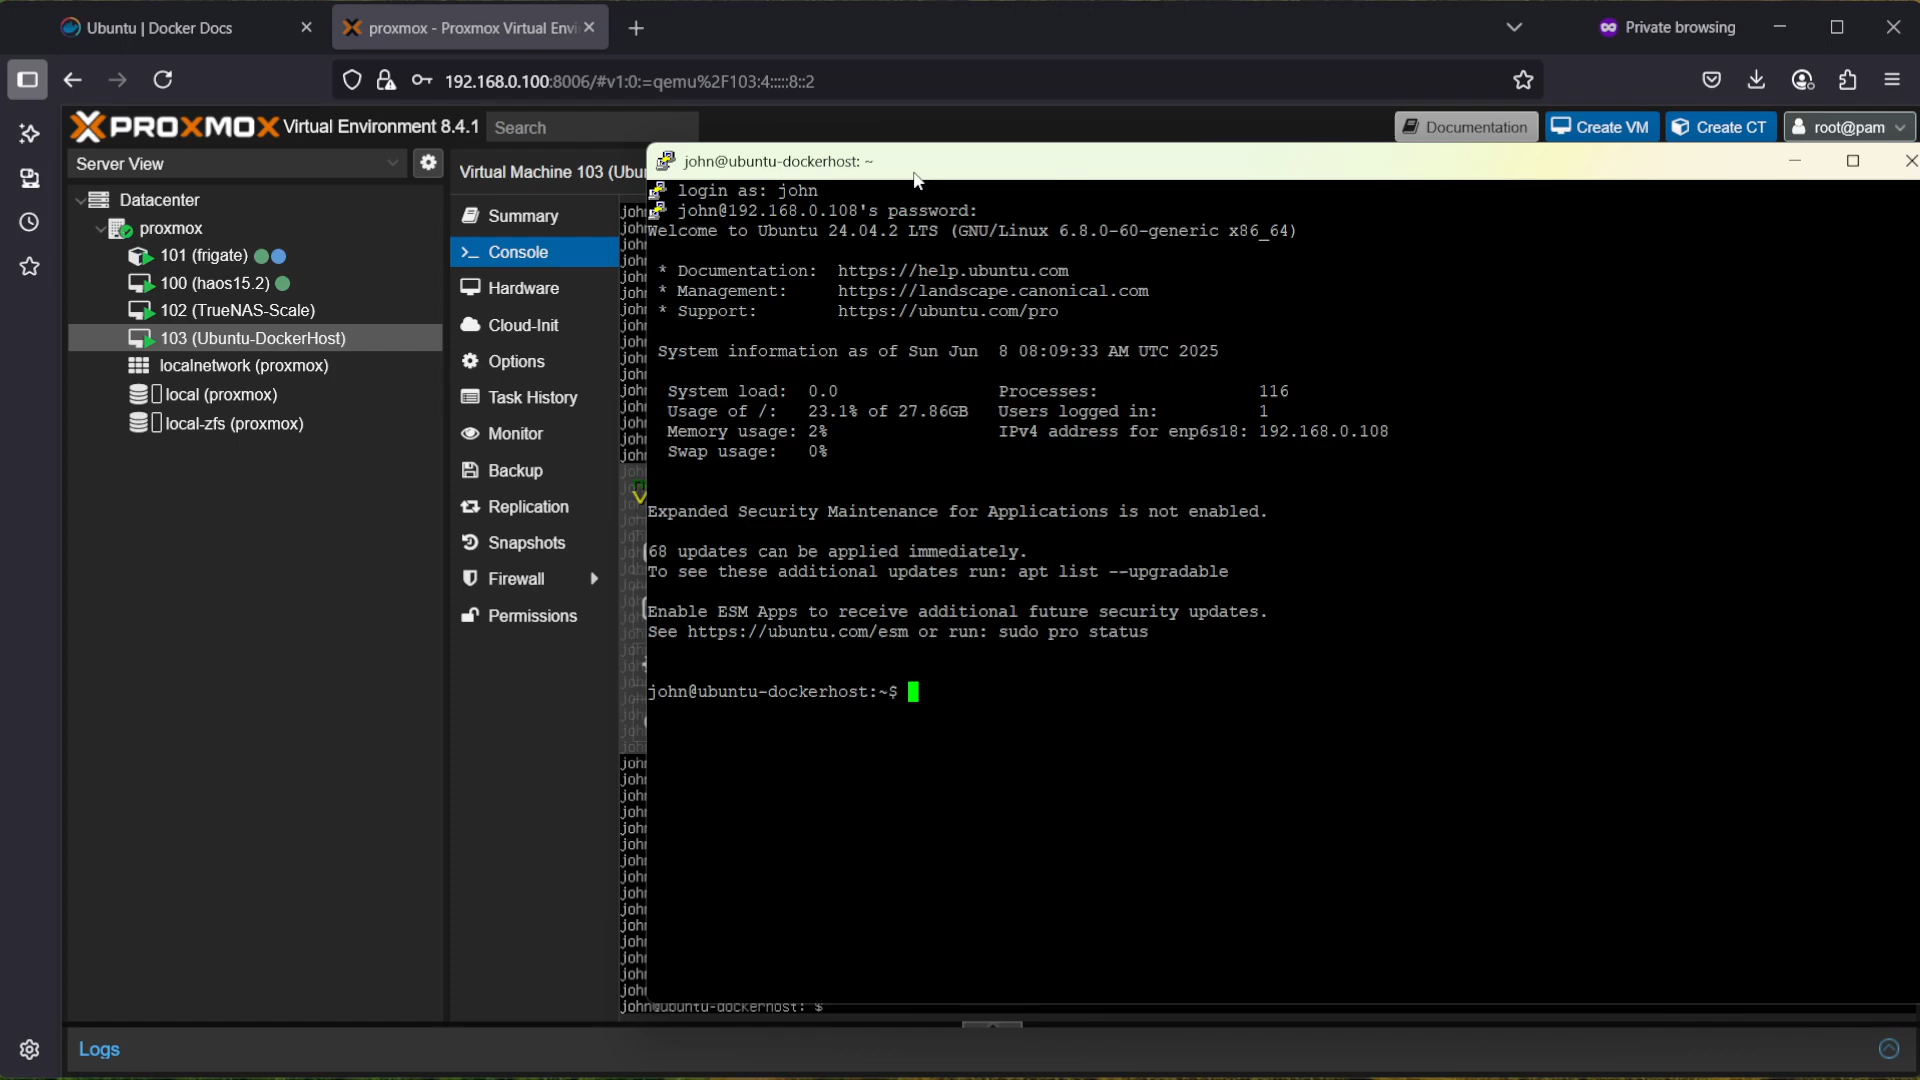 Ubuntu | Docker Docs
proxmox - Proxmox Virtual Envi
Private browsing
192.168.0.100:8006/#v1:0:=qemu%2F103:4:::::8::2
PROXMOX Virtual Environment 8.4.1
Search
Documentation
Create VM
Create CT
root@pam
Server View
Virtual Machine 103 (Ubu
Datacenter
proxmox
101 (frigate)
100 (haos15.2)
102 (TrueNAS-Scale)
103 (Ubuntu-DockerHost)
localnetwork (proxmox)
local (proxmox)
local-zfs (proxmox)
Summary
Console
Hardware
Cloud-Init
Options
Task History
Monitor
Backup
Replication
Snapshots
Firewall
Permissions
john@ubuntu-dockerhost: ~
login as: john
john@192.168.0.108's password:
Welcome to Ubuntu 24.04.2 LTS (GNU/Linux 6.8.0-60-generic x86_64)
* Documentation:  https://help.ubuntu.com
* Management:     https://landscape.canonical.com
* Support:        https://ubuntu.com/pro
System information as of Sun Jun  8 08:09:33 AM UTC 2025
System load:  0.0                Processes:                116
Usage of /:   23.1% of 27.86GB   Users logged in:          1
Memory usage: 2%                 IPv4 address for enp6s18: 192.168.0.108
Swap usage:   0%
Expanded Security Maintenance for Applications is not enabled.
68 updates can be applied immediately.
To see these additional updates run: apt list --upgradable
Enable ESM Apps to receive additional future security updates.
See https://ubuntu.com/esm or run: sudo pro status
john@ubuntu-dockerhost:~$
john@ubuntu-dockerhost: $
Logs